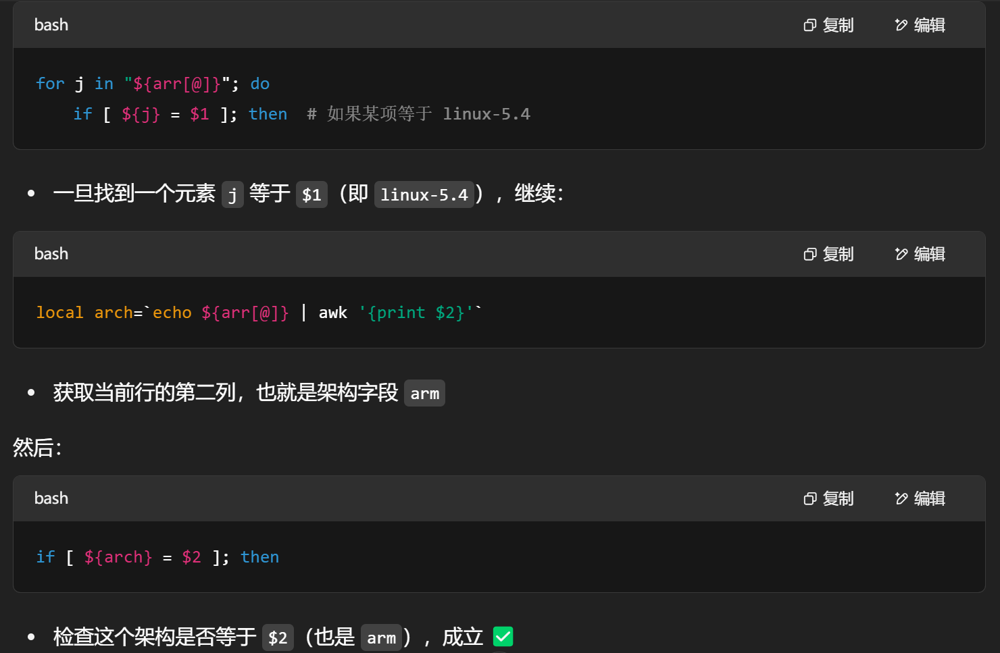 bash 复制 编辑
for j in "${arr[@]}"; do
if [ ${j} = $1 ]; then # 如果某项等于 linux-5.4
• 一旦找到一个元素 j 等于 $1（即 linux-5.4），继续：
bash 复制 编辑
local arch=`echo ${arr[@]} | awk '{print $2}'`
• 获取当前行的第二列，也就是架构字段 arm
然后：
bash 复制 编辑
if [ ${arch} = $2 ]; then
• 检查这个架构是否等于 $2（也是 arm），成立 ✅